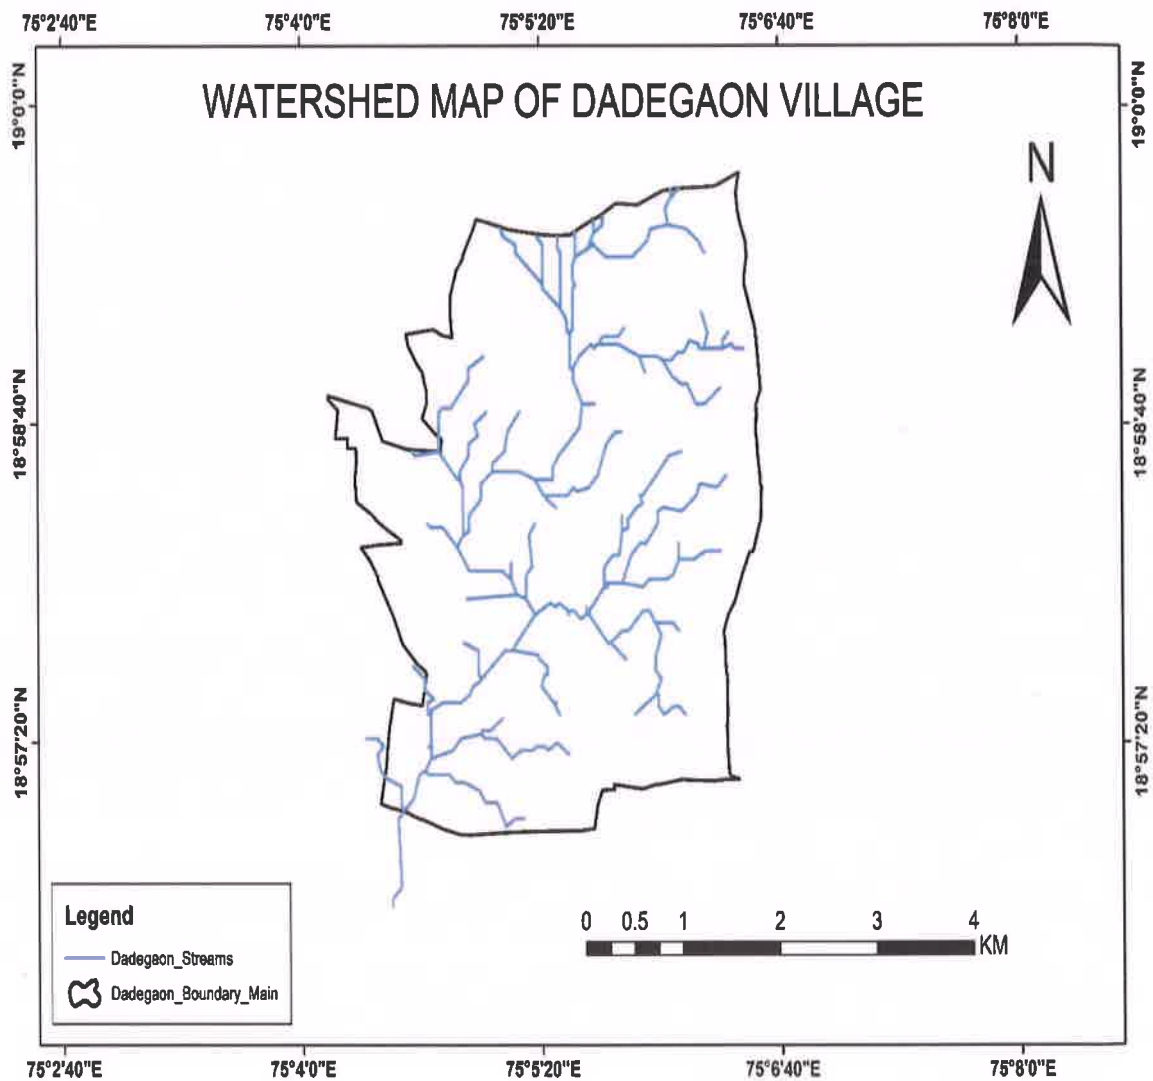 75°2'40"E 75°4'0"E 75°5'20"E 75°6'40"E 75°8'0"E
WATERSHED MAP OF DADEGAON VILLAGE
19°0'0"N 19°0'0"N
N
18°58'40"N 18°58'40"N
18°57'20"N 18°57'20"N
Legend
Dadegaon_Streams
Dadegaon_Boundary_Main
0 0.5 1 2 3 4
KM
75°2'40"E 75°4'0"E 75°5'20"E 75°6'40"E 75°8'0"E